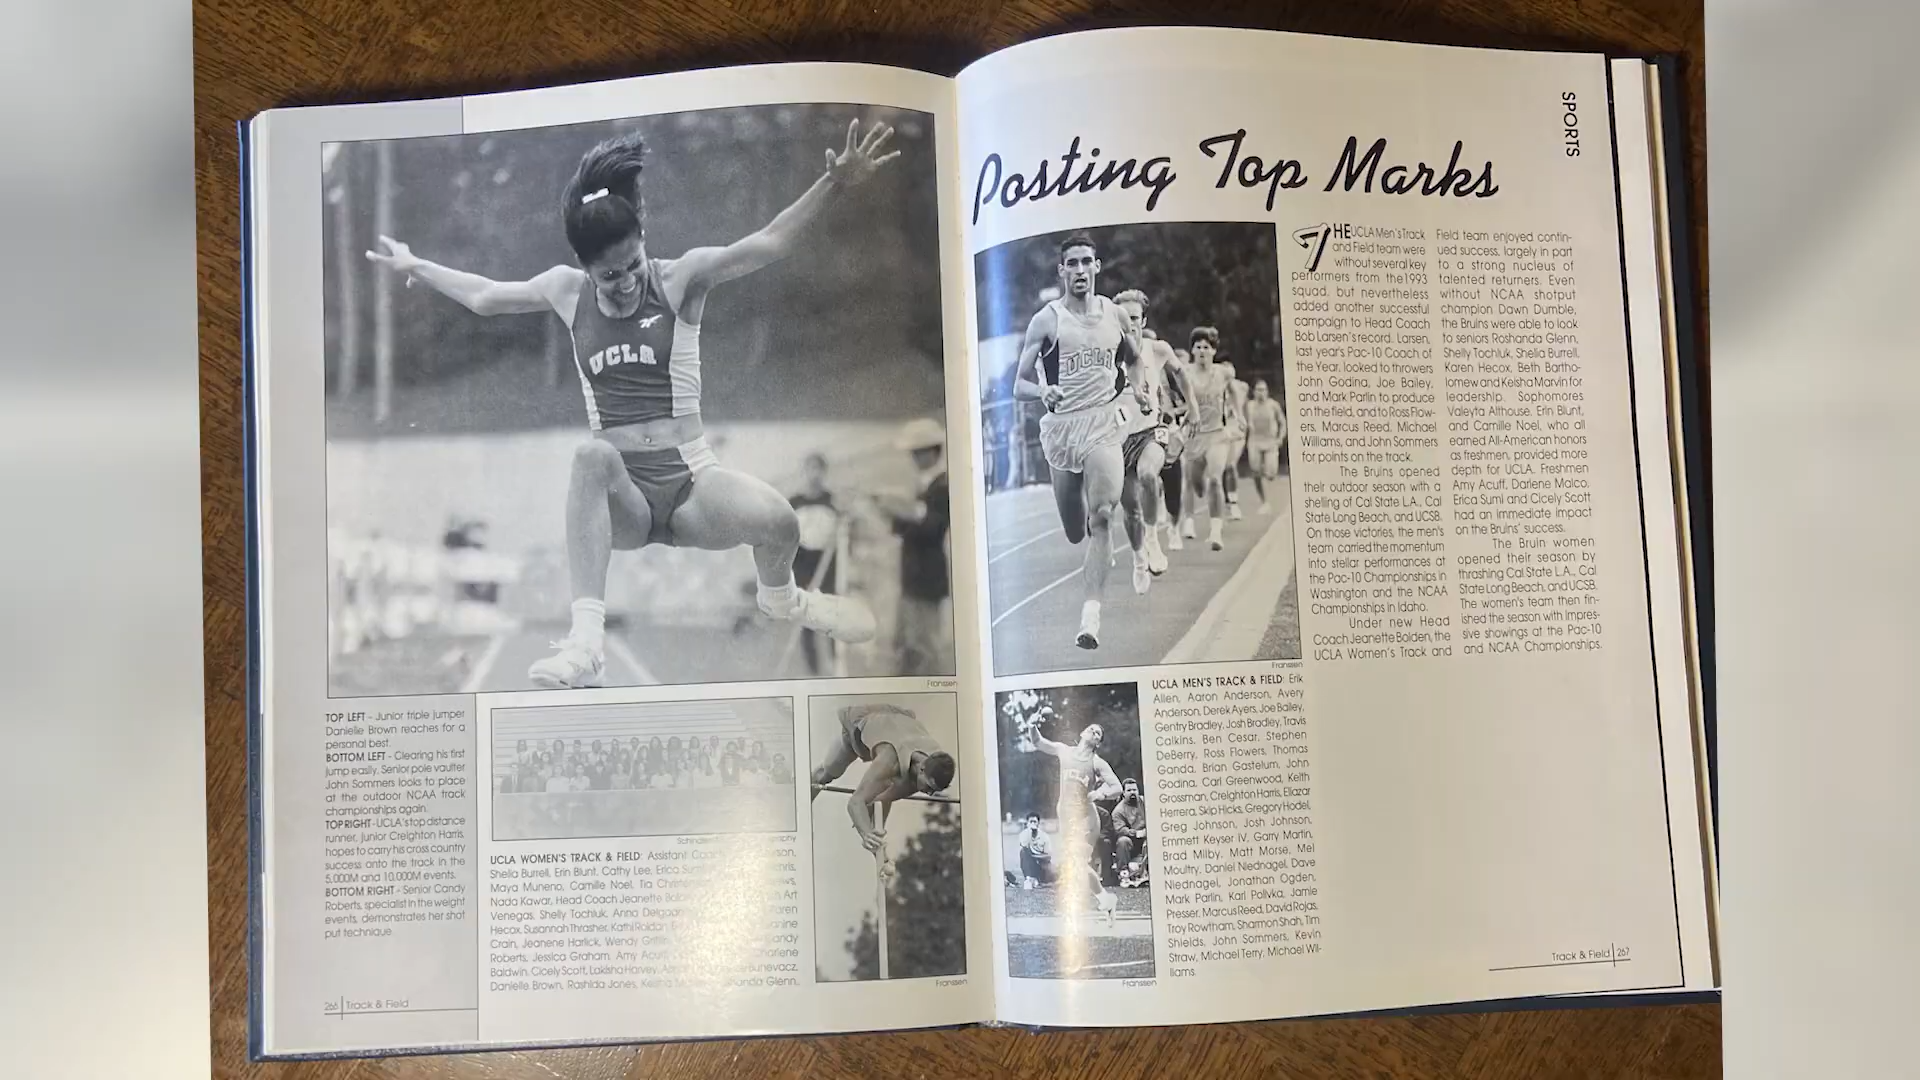 UCLA
Franssen
TOP LEFT - Junior triple jumper
Danielle Brown reaches for a
personal best.
BOTTOM LEFT - Clearing his first
jump easily, Senior pole vaulter
John Sommers looks to place
at the outdoor NCAA track
championships again.
TOP RIGHT - UCLA's top distance
runner, Junior Creighton Harris,
hopes to carry his cross country
success onto the track in the
5,000M and 10,000M events.
BOTTOM RIGHT - Senior Candy
Roberts, specialist in the weight
events, demonstrates her shot
put technique.
266 Track & Field
UCLA WOMEN'S TRACK & FIELD: Assistant
Shelia Burrell, Erin Blunt, Cathy Lee, Erica
Maya Muneno, Camille Noel, Tia
Nada Kawar, Head Coach Jeanette Art
Venegas, Shelly Tochluk, Anna
Hecox, Susannah Thrasher, Kathi Roldan,
Crain, Jeanene Harlick, Wendy Griffin,
Roberts, Jessica Graham, Amy
Baldwin, Cicely Scott, Lakisha Harvey,
Danielle Brown, Rashida Jones, Glenn,
Franssen
SPORTS
Posting Top Marks
UCLA
1
2
Franssen
THE UCLA Men's Track
and Field team were
without several key
performers from the 1993
squad, but nevertheless
added another successful
campaign to Head Coach
Bob Larsen's record. Larsen,
last year's Pac-10 Coach of
the Year, looked to throwers
John Godina, Joe Bailey,
and Mark Parlin to produce
on the field, and to Ross Flow-
ers, Marcus Reed, Michael
Williams, and John Sommers
for points on the track.
The Bruins opened
their outdoor season with a
shelling of Cal State L.A., Cal
State Long Beach, and UCSB.
On those victories, the men's
team carried the momentum
into stellar performances at
the Pac-10 Championships in
Washington and the NCAA
Championships in Idaho.
Under new Head
Coach Jeanette Bolden, the
UCLA Women's Track and
Field team enjoyed contin-
ued success, largely in part
to a strong nucleus of
talented returners. Even
without NCAA shotput
champion Dawn Dumble,
the Bruins were able to look
to seniors Roshanda Glenn,
Shelly Tochluk, Shelia Burrell,
Karen Hecox, Beth Bartho-
lomew and Keisha Marvin for
leadership. Sophomores
Valeyta Althouse, Erin Blunt,
and Camille Noel, who all
earned All-American honors
as freshmen, provided more
depth for UCLA. Freshmen
Amy Acuff, Darlene Malco,
Erica Suml and Cicely Scott
had an immediate impact
on the Bruins' success.
The Bruin women
opened their season by
thrashing Cal State L.A., Cal
State Long Beach, and UCSB.
The women's team then fin-
ished the season with impres-
sive showings at the Pac-10
and NCAA Championships.
UCLA
Franssen
UCLA MEN'S TRACK & FIELD: Erik
Allen, Aaron Anderson, Avery
Anderson, Derek Ayers, Joe Bailey,
Gentry Bradley, Josh Bradley, Travis
Calkins, Ben Cesar, Stephen
DeBerry, Ross Flowers, Thomas
Ganda, Brian Gastelum, John
Godina, Carl Greenwood, Keith
Grossman, Creighton Harris, Eliazar
Herrera, Skip Hicks, Gregory Hodel,
Greg Johnson, Josh Johnson,
Emmett Keyser IV, Garry Martin,
Brad Milby, Matt Morse, Mel
Moultry, Daniel Niednagel, Dave
Niednagel, Jonathan Ogden,
Mark Parlin, Karl Polivka, Jamie
Presser, Marcus Reed, David Rojas,
Troy Rowtham, Sharmon Shah, Tim
Shields, John Sommers, Kevin
Straw, Michael Terry, Michael Wil-
liams.
Track & Field 267